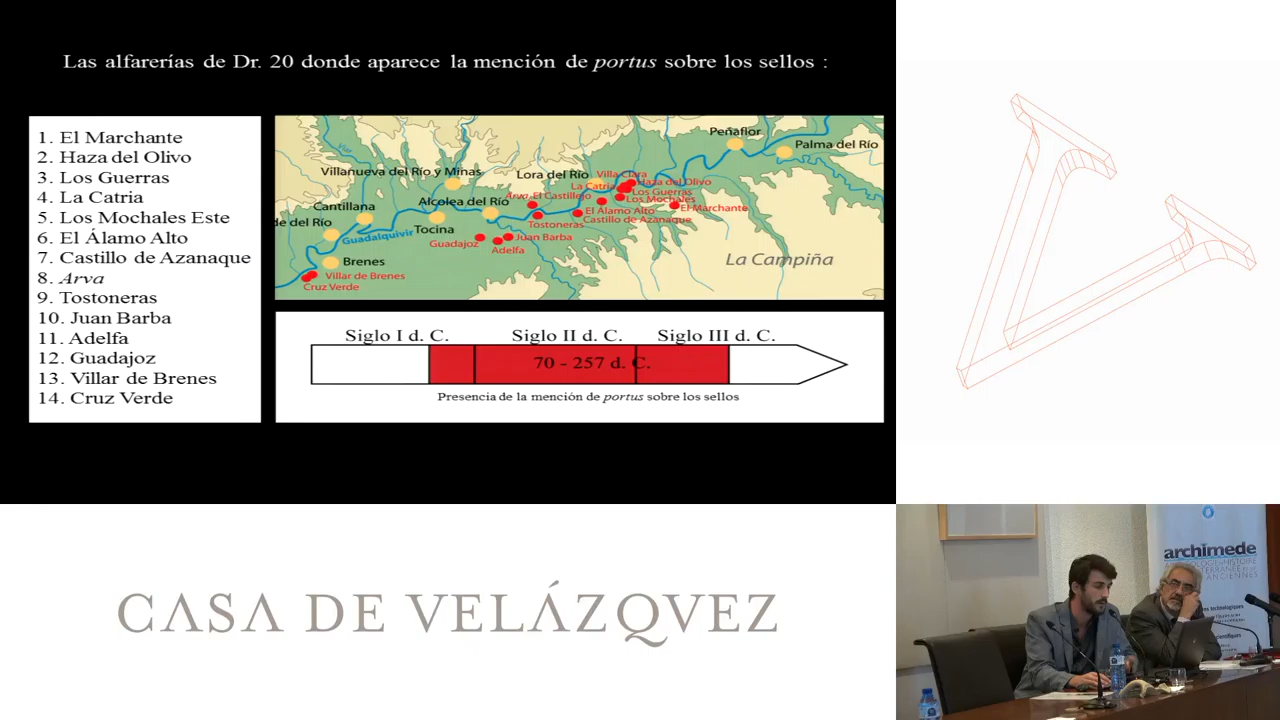 Las alfarerías de Dr. 20 donde aparece la mención de portus sobre los sellos :
1. El Marchante
2. Haza del Olivo
3. Los Guerras
4. La Catria
5. Los Mochales Este
6. El Álamo Alto
7. Castillo de Azanaque
8. Arva
9. Tostoneras
10. Juan Barba
11. Adelfa
12. Guadajoz
13. Villar de Brenes
14. Cruz Verde
Peñaflor
Palma del Río
Viar
Villanueva del Río y Minas
Lora del Río
Villa Clara
La Catria
Haza del Olivo
Los Guerras
Los Mochales
El Marchante
Arva
El Castillejo
El Álamo Alto
Castillo de Azanaque
Cantillana
Alcolea del Río
Tostoneras
de del Río
Guadalquivir
Tocina
Guadajoz
Juan Barba
Adelfa
La Campiña
Brenes
Villar de Brenes
Cruz Verde
Siglo I d. C.
Siglo II d. C.
Siglo III d. C.
70 - 257 d. C.
Presencia de la mención de portus sobre los sellos
CASA DE VELÁZQVEZ
archimede